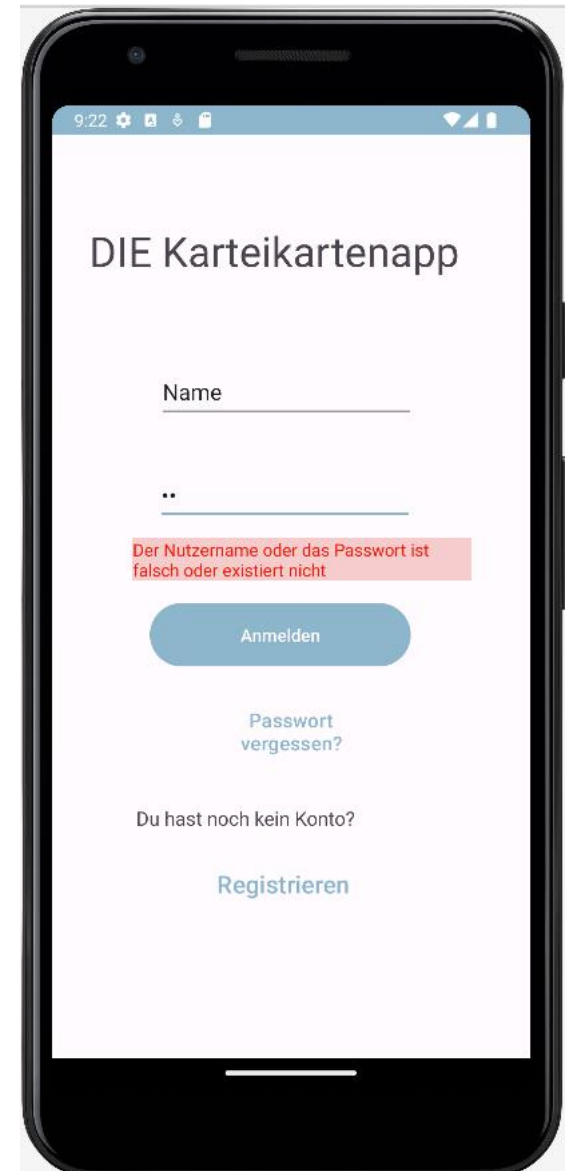 9:22
DIE Karteikartenapp
Name
••
Der Nutzername oder das Passwort ist
falsch oder existiert nicht
Anmelden
Passwort
vergessen?
Du hast noch kein Konto?
Registrieren